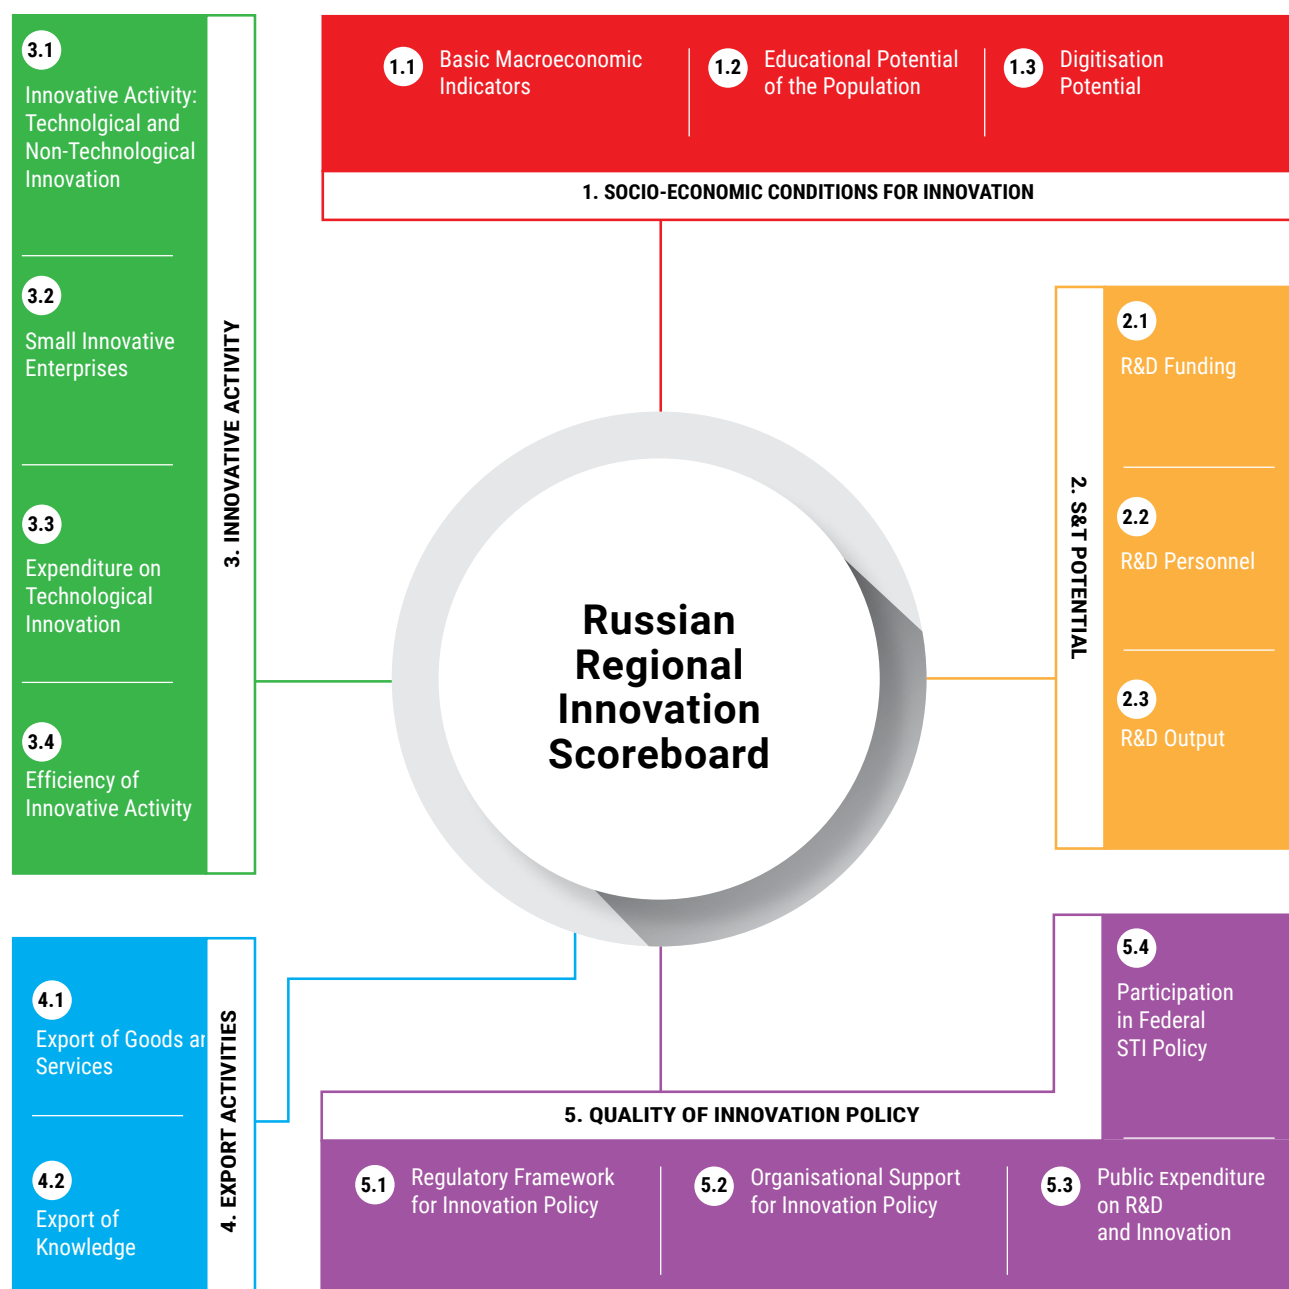 1.1
Basic Macroeconomic
Indicators
1.2
Educational Potential
of the Population
1.3
Digitisation
Potential
1. SOCIO-ECONOMIC CONDITIONS FOR INNOVATION
2. S&T POTENTIAL
2.1
R&D Funding
2.2
R&D Personnel
2.3
R&D Output
3.1
Innovative Activity:
Technolgical and
Non-Technological
Innovation
3.2
Small Innovative
Enterprises
3.3
Expenditure on
Technological
Innovation
3.4
Efficiency of
Innovative Activity
3. INNOVATIVE ACTIVITY
Russian
Regional
Innovation
Scoreboard
4.1
Export of Goods
Services
4.2
Export of
Knowledge
4. EXPORT ACTIVITIES
5.4
Participation
in Federal
STI Policy
5. QUALITY OF INNOVATION POLICY
5.1
Regulatory Framework
for Innovation Policy
5.2
Organisational Support
for Innovation Policy
5.3
Public Expenditure
on R&D
and Innovation